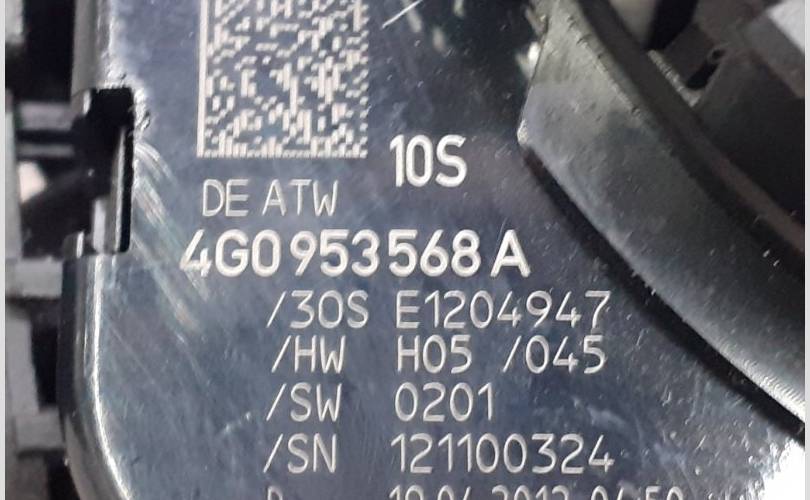 10S
DE ATW
4G0 953 568 A
/30S E1204947
/HW H05 /045
/SW 0201
/SN 121100324